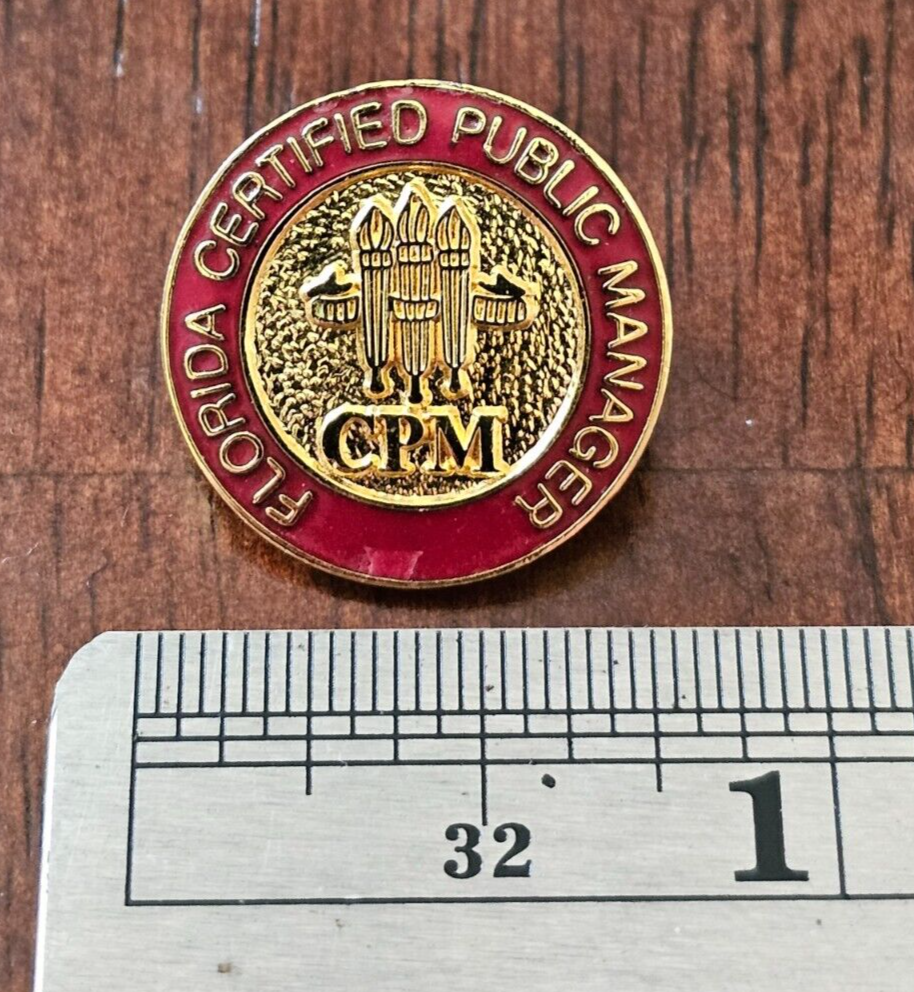 FLORIDA CERTIFIED PUBLIC MANAGER
CPM
32
1